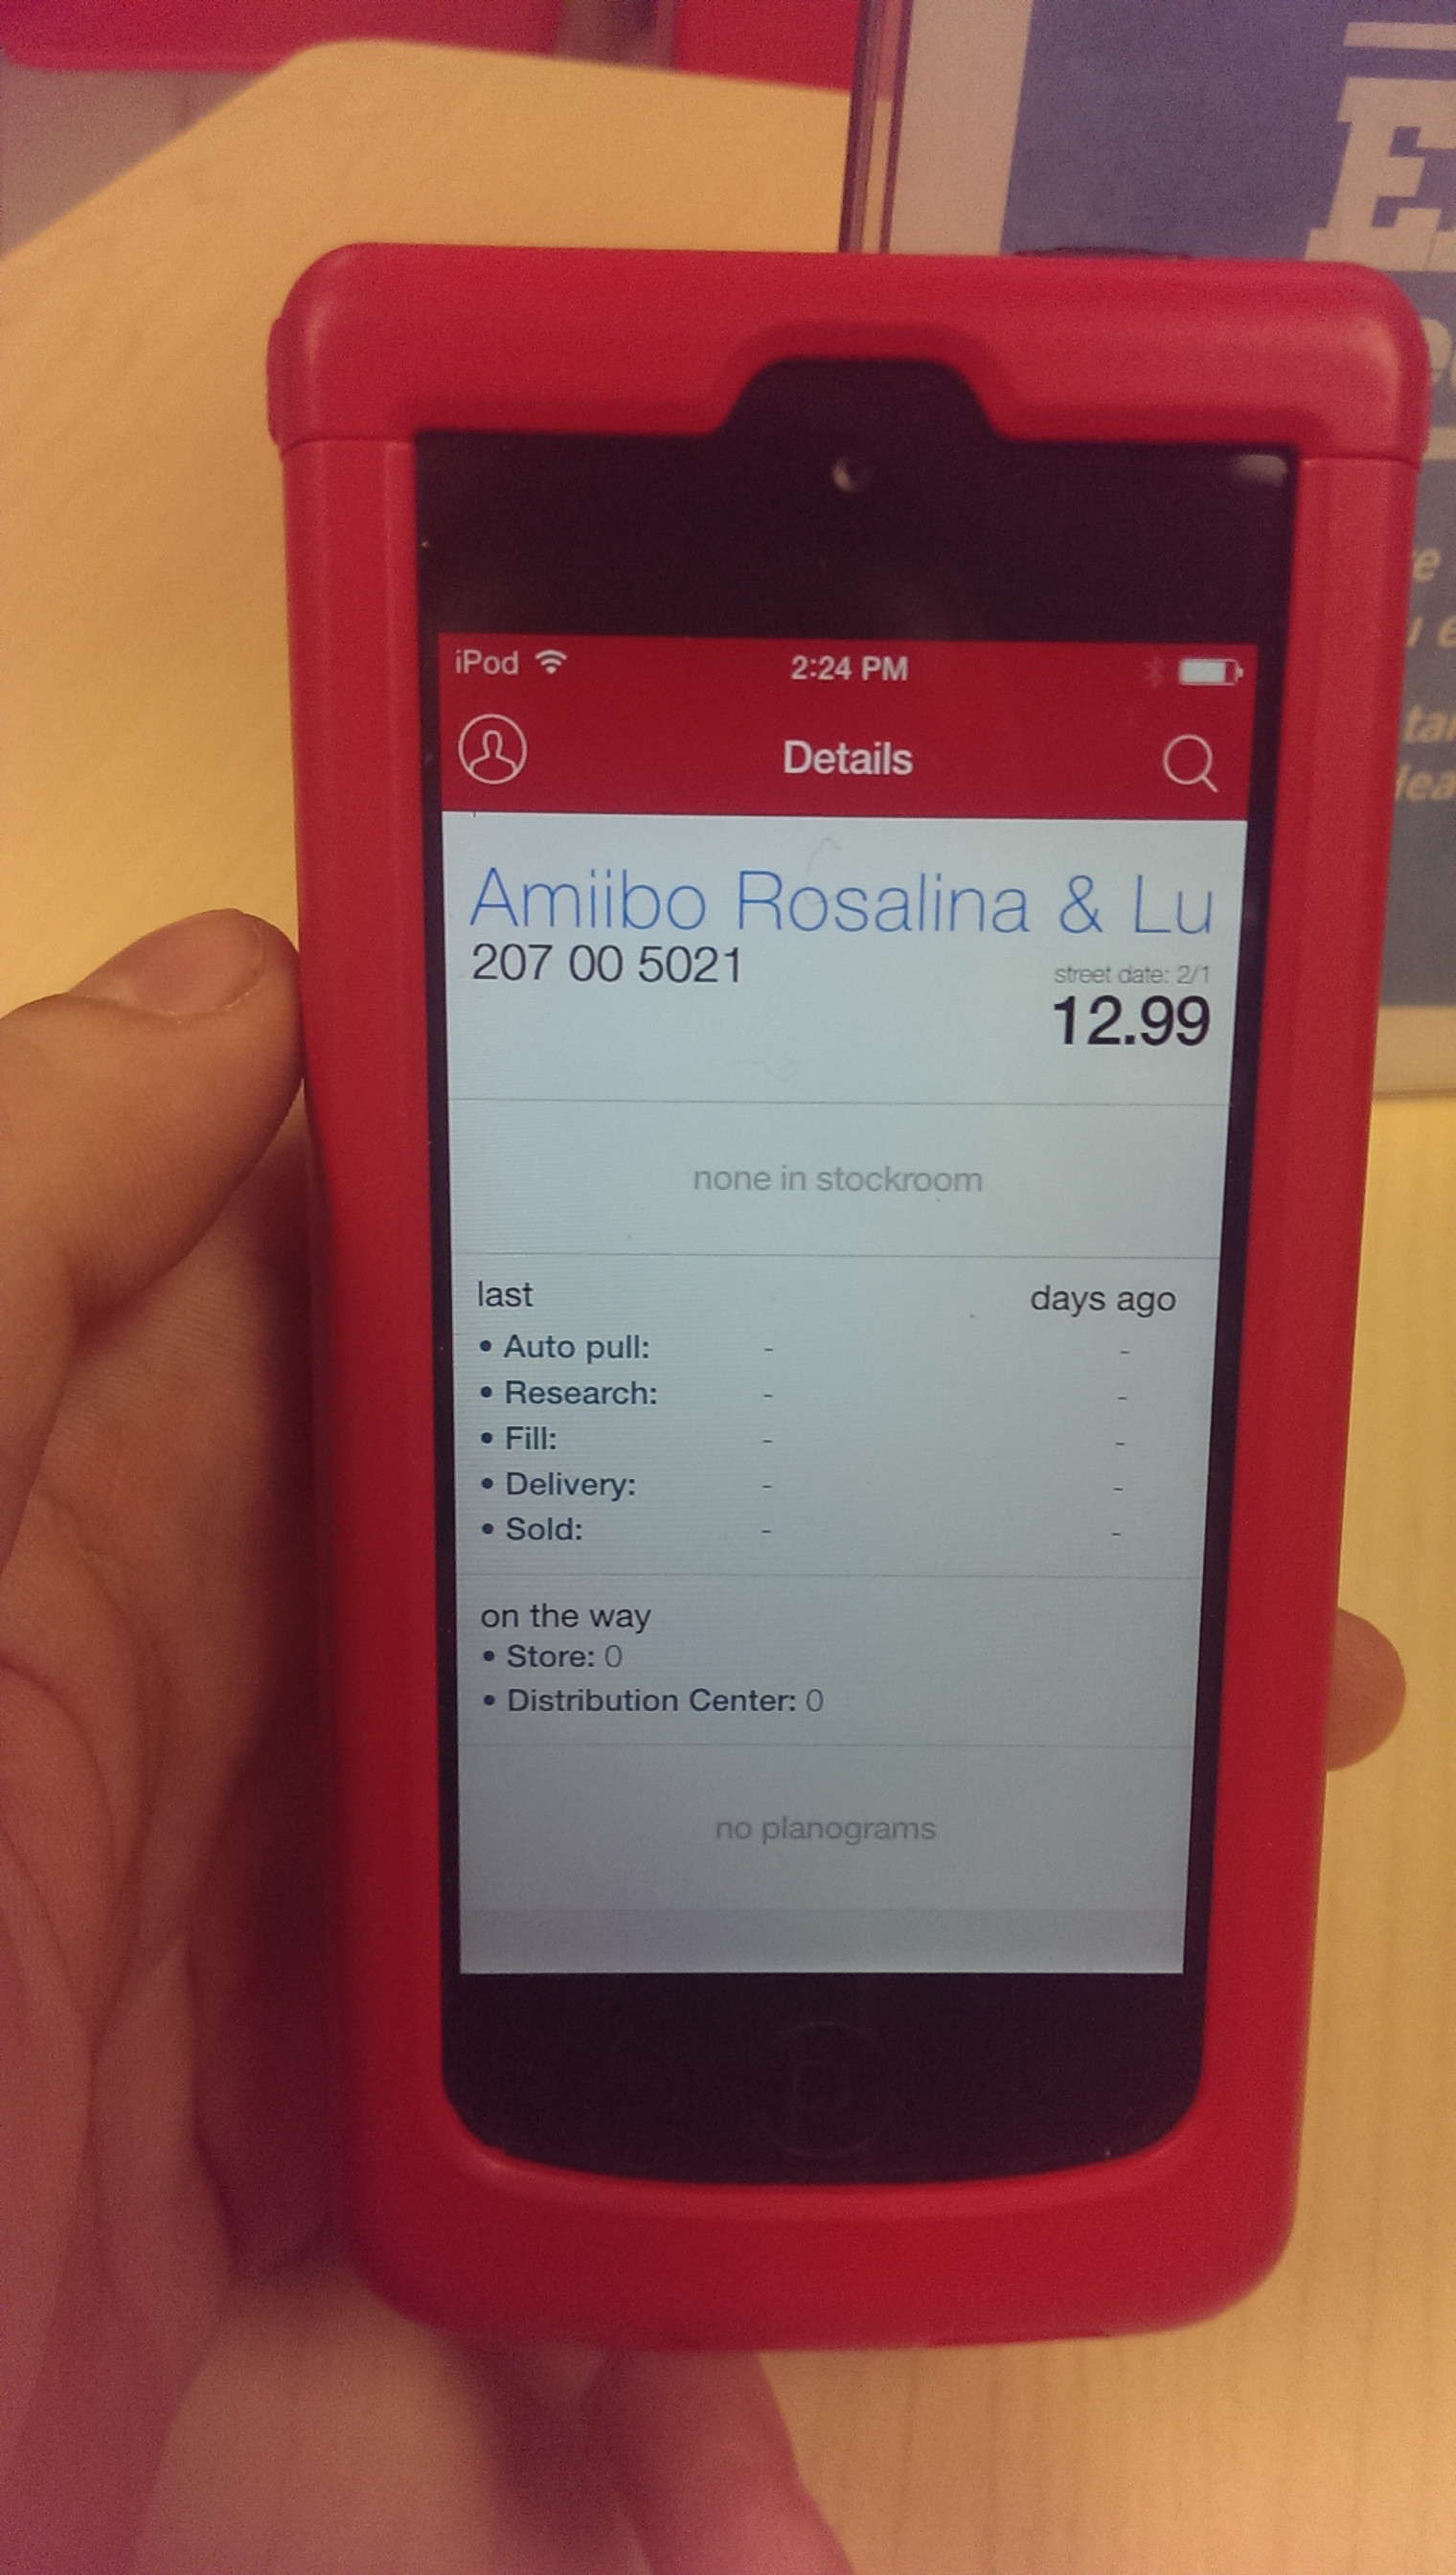 E
iPod 2:24 PM
Details
Amiibo Rosalina & Lu
207 00 5021
street date: 2/1
12.99
none in stockroom
last days ago
• Auto pull: - -
• Research: - -
• Fill: - -
• Delivery: - -
• Sold: - -
on the way
• Store: 0
• Distribution Center: 0
no planograms